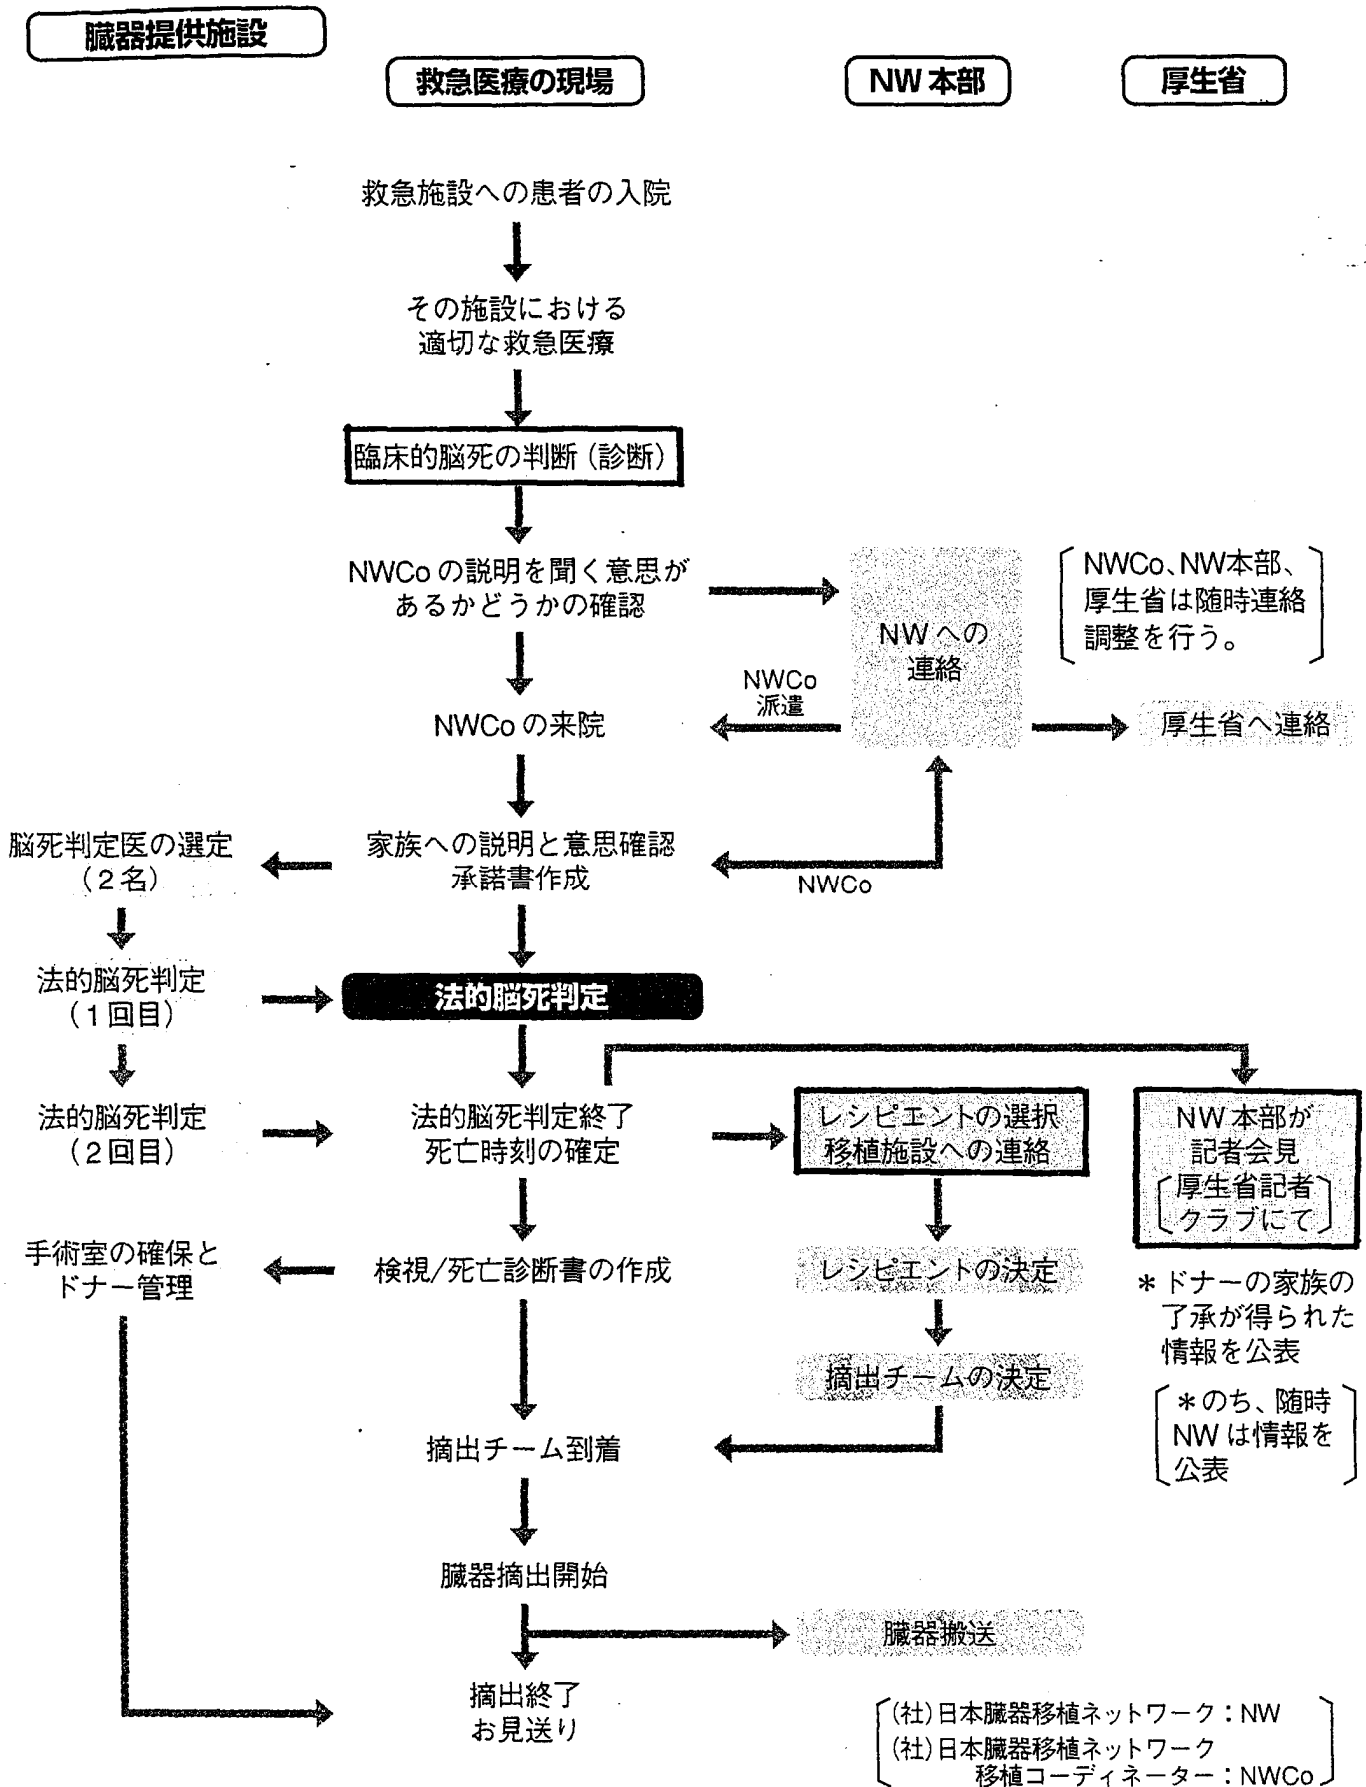 臓器提供施設
救急医療の現場
NW本部
厚生省
救急施設への患者の入院
その施設における
適切な救急医療
臨床的脳死の判断(診断)
NWCoの説明を聞く意思が
あるかどうかの確認
NWへの
連絡
NWCo、NW本部、
厚生省は随時連絡
調整を行う。
NWCo
派遣
NWCoの来院
厚生省へ連絡
脳死判定医の選定
(2名)
家族への説明と意思確認
承諾書作成
NWCo
法的脳死判定
(1回目)
法的脳死判定
法的脳死判定
(2回目)
法的脳死判定終了
死亡時刻の確定
レシピエントの選択
移植施設への連絡
NW本部が
記者会見
厚生省記者
クラブにて
手術室の確保と
ドナー管理
検視/死亡診断書の作成
レシピエントの決定
*ドナーの家族の
了承が得られた
情報を公表
摘出チームの決定
*のち、随時
NWは情報を
公表
摘出チーム到着
臓器摘出開始
臓器搬送
摘出終了
お見送り
(社)日本臓器移植ネットワーク:NW
(社)日本臓器移植ネットワーク
移植コーディネーター:NWCo